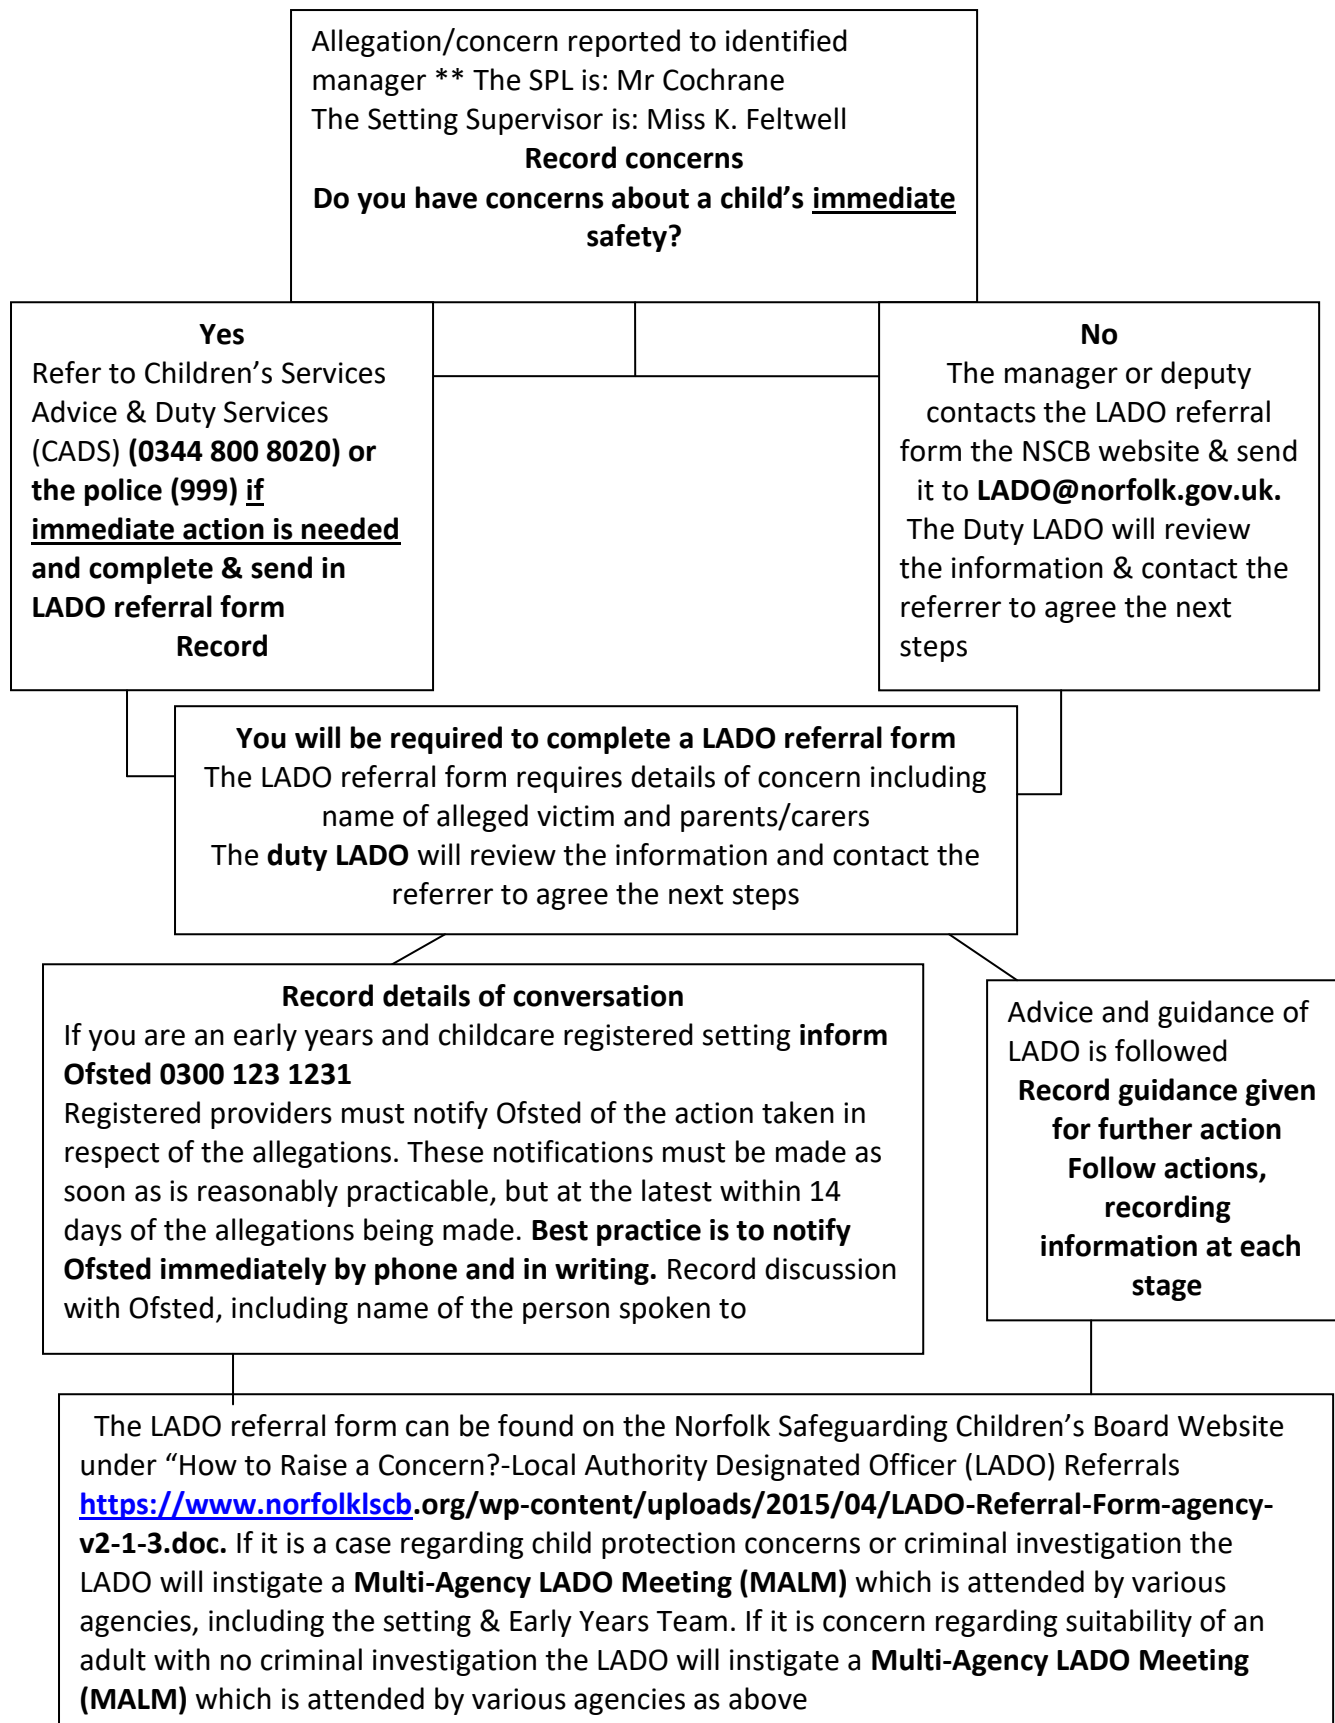 Allegation/concern reported to identified
manager ** The SPL is: Mr Cochrane
The Setting Supervisor is: Miss K. Feltwell
Record concerns
Do you have concerns about a child’s immediate
safety?
Yes
Refer to Children’s Services
Advice & Duty Services
(CADS) (0344 800 8020) or
the police (999) if
immediate action is needed
and complete & send in
LADO referral form
Record
No
The manager or deputy
contacts the LADO referral
form the NSCB website & send
it to LADO@norfolk.gov.uk.
The Duty LADO will review
the information & contact the
referrer to agree the next
steps
You will be required to complete a LADO referral form
The LADO referral form requires details of concern including
name of alleged victim and parents/carers
The duty LADO will review the information and contact the
referrer to agree the next steps
Record details of conversation
If you are an early years and childcare registered setting inform
Ofsted 0300 123 1231
Registered providers must notify Ofsted of the action taken in
respect of the allegations. These notifications must be made as
soon as is reasonably practicable, but at the latest within 14
days of the allegations being made. Best practice is to notify
Ofsted immediately by phone and in writing. Record discussion
with Ofsted, including name of the person spoken to
Advice and guidance of
LADO is followed
Record guidance given
for further action
Follow actions,
recording
information at each
stage
The LADO referral form can be found on the Norfolk Safeguarding Children’s Board Website
under “How to Raise a Concern?-Local Authority Designated Officer (LADO) Referrals
https://www.norfolklscb.org/wp-content/uploads/2015/04/LADO-Referral-Form-agency-
v2-1-3.doc. If it is a case regarding child protection concerns or criminal investigation the
LADO will instigate a Multi-Agency LADO Meeting (MALM) which is attended by various
agencies, including the setting & Early Years Team. If it is concern regarding suitability of an
adult with no criminal investigation the LADO will instigate a Multi-Agency LADO Meeting
(MALM) which is attended by various agencies as above